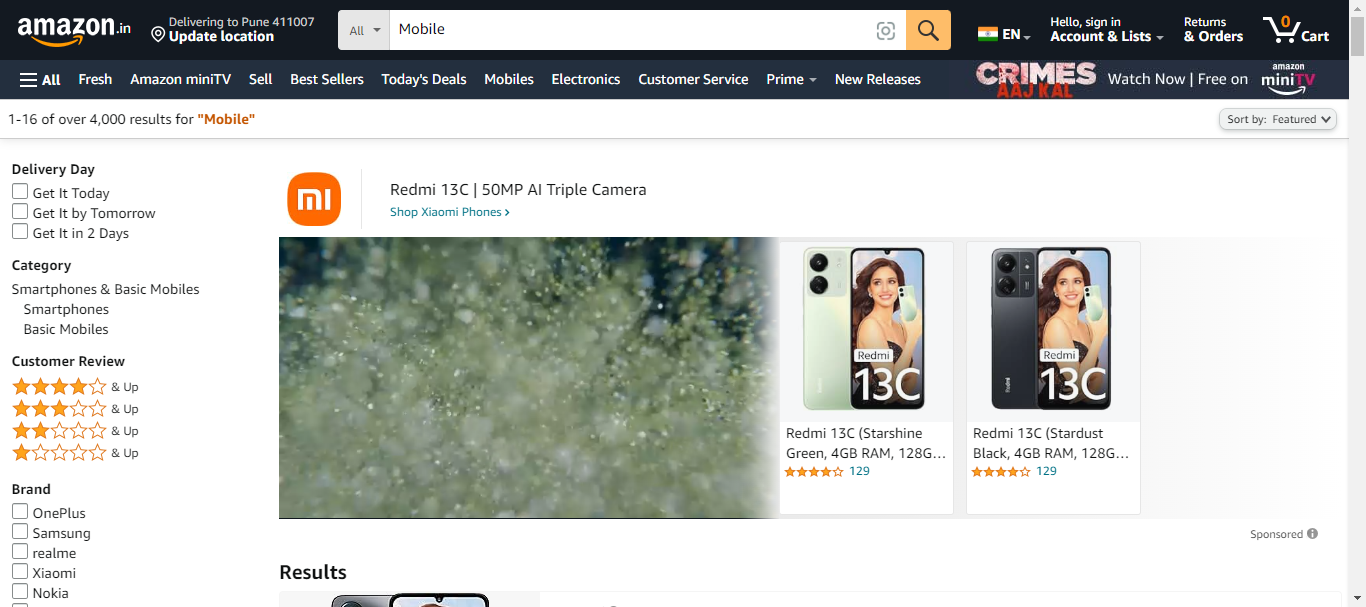 amazon.in
Delivering to Pune 411007
Update location
All
Mobile
EN
Hello, sign in
Account & Lists
Returns
& Orders
0
Cart
All
Fresh
Amazon miniTV
Sell
Best Sellers
Today's Deals
Mobiles
Electronics
Customer Service
Prime
New Releases
CRIMES
AAJ KAL
Watch Now | Free on
amazon
miniTV
1-16 of over 4,000 results for "Mobile"
Sort by: Featured
Delivery Day
Get It Today
Get It by Tomorrow
Get It in 2 Days
Category
Smartphones & Basic Mobiles
Smartphones
Basic Mobiles
Customer Review
& Up
& Up
& Up
& Up
Brand
OnePlus
Samsung
realme
Xiaomi
Nokia
mi
Redmi 13C | 50MP AI Triple Camera
Shop Xiaomi Phones
Redmi
13C
Redmi 13C (Starshine
Green, 4GB RAM, 128G...
129
Redmi
13C
Redmi 13C (Stardust
Black, 4GB RAM, 128G...
129
Sponsored
Results